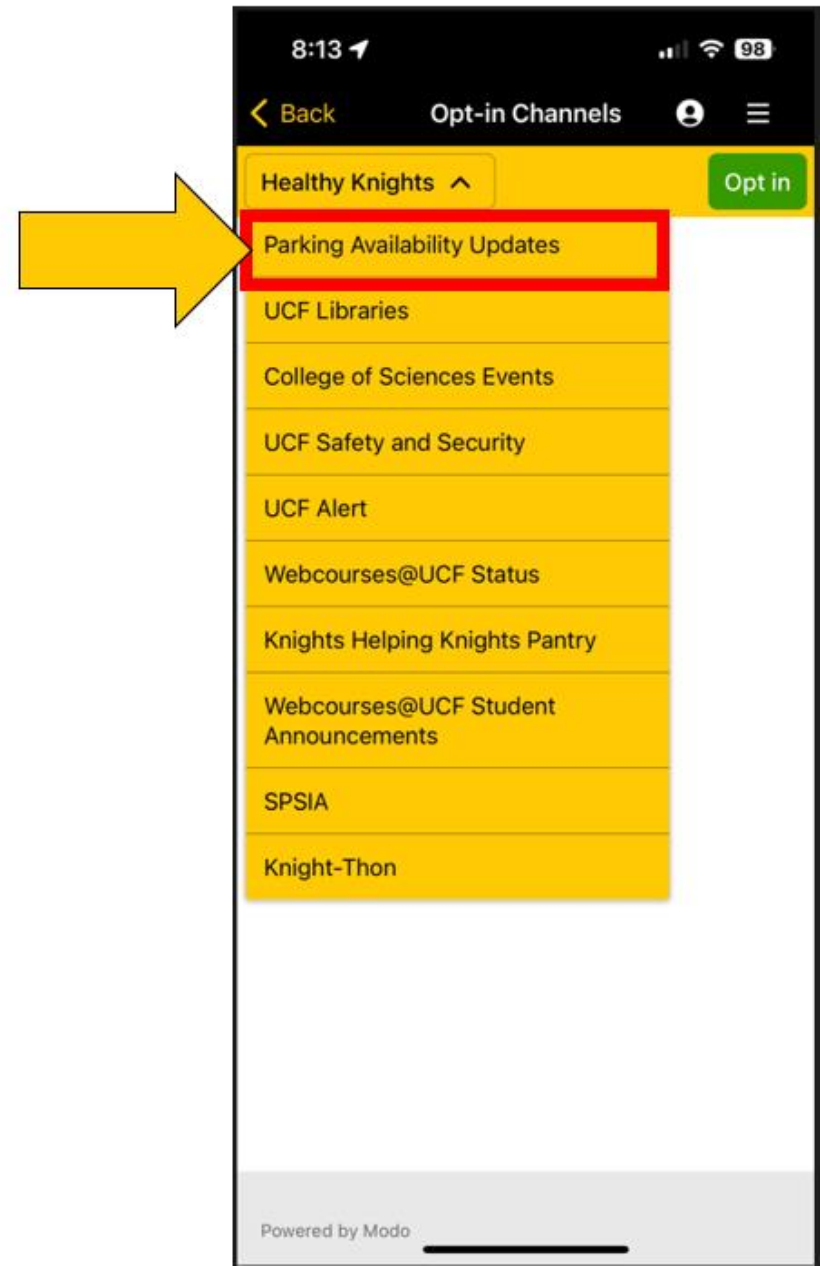 8:13
98
Back
Opt-in Channels
Healthy Knights
Opt in
Parking Availability Updates
UCF Libraries
College of Sciences Events
UCF Safety and Security
UCF Alert
Webcourses@UCF Status
Knights Helping Knights Pantry
Webcourses@UCF Student
Announcements
SPSIA
Knight-Thon
Powered by Modo